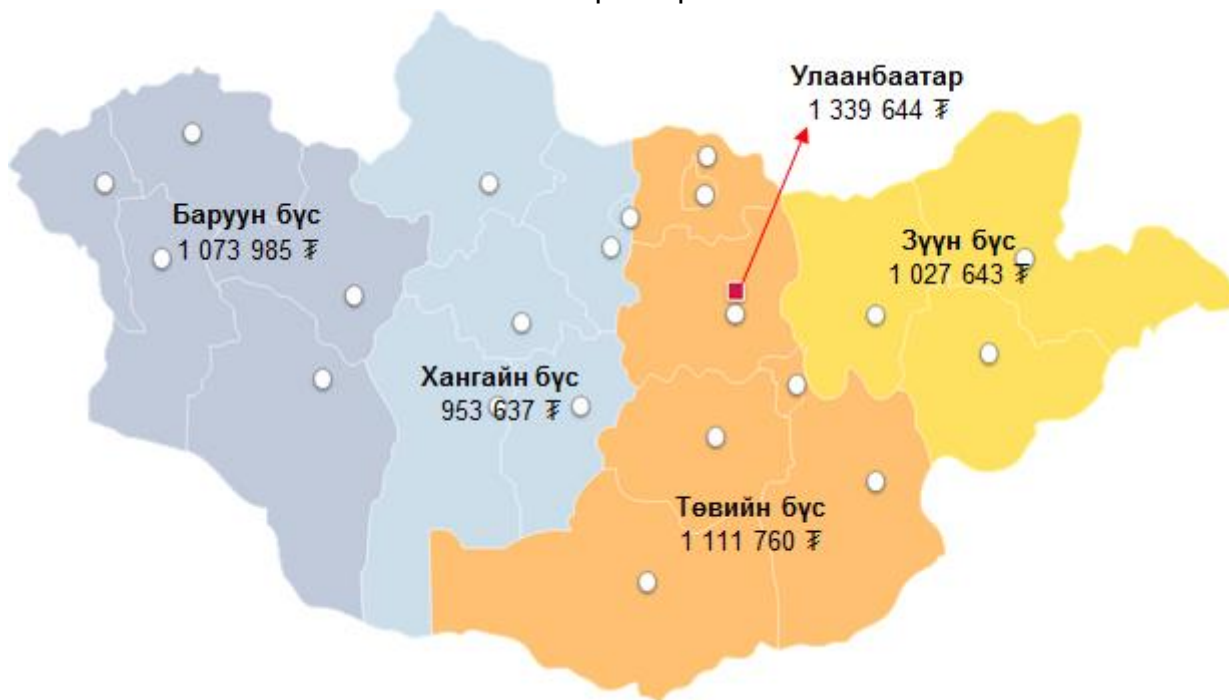 Улаанбаатар
1 339 644 ₮
Баруун бүс
1 073 985 ₮
Зүүн бүс
1 027 643 ₮
Хангайн бүс
953 637 ₮
Төвийн бүс
1 111 760 ₮